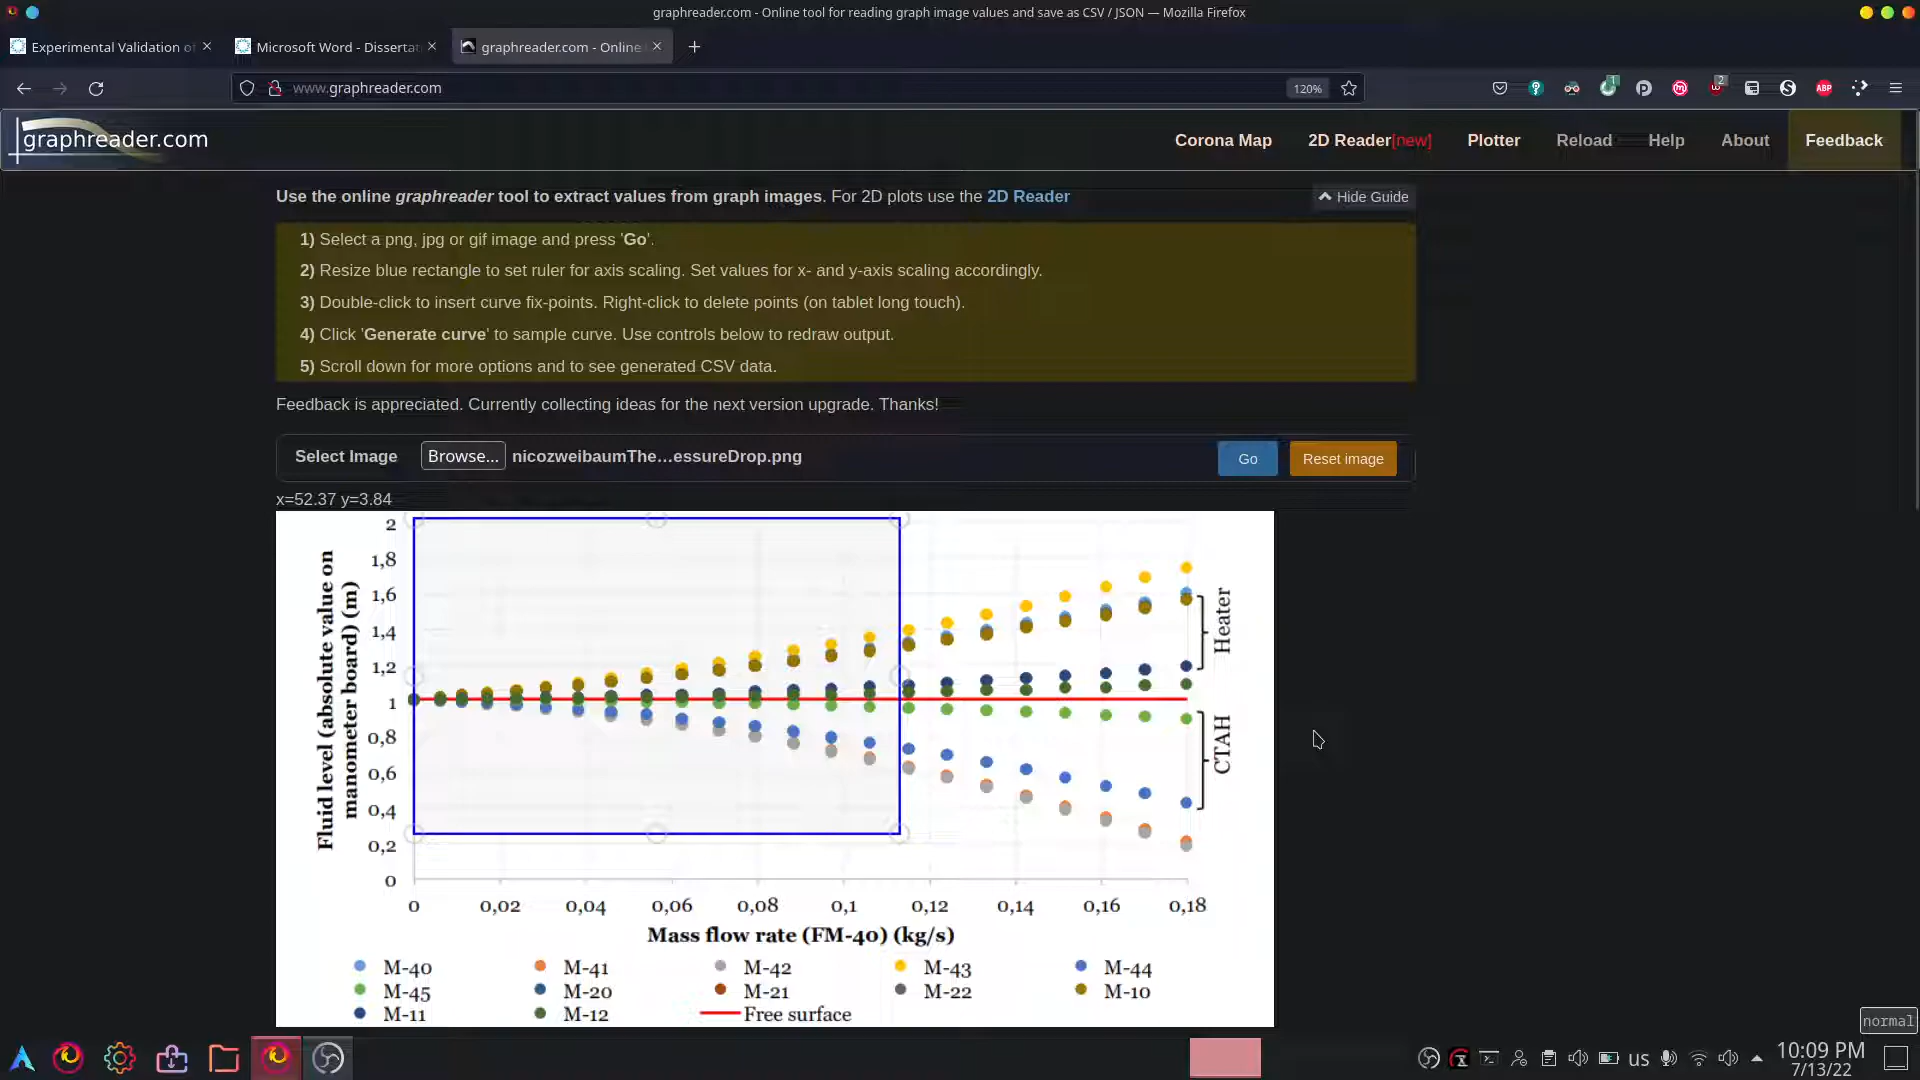 graphreader.com - Online tool for reading graph image values and save as CSV / JSON — Mozilla Firefox
Experimental Validation of
Microsoft Word - Dissertat
graphreader.com - Online
www.graphreader.com
120%
1
2
ABP
graphreader.com
Corona Map
2D Reader[new]
Plotter
Reload
Help
About
Feedback
Use the online graphreader tool to extract values from graph images. For 2D plots use the 2D Reader
Hide Guide
1) Select a png, jpg or gif image and press 'Go'.
2) Resize blue rectangle to set ruler for axis scaling. Set values for x- and y-axis scaling accordingly.
3) Double-click to insert curve fix-points. Right-click to delete points (on tablet long touch).
4) Click 'Generate curve' to sample curve. Use controls below to redraw output.
5) Scroll down for more options and to see generated CSV data.
Feedback is appreciated. Currently collecting ideas for the next version upgrade. Thanks!
Select Image
Browse...
nicozweibaumThe…essureDrop.png
Go
Reset image
x=52.37 y=3.84
Fluid level (absolute value on
manometer board) (m)
2
1,8
1,6
1,4
1,2
1
0,8
0,6
0,4
0,2
0
Heater
CTAH
0
0,02
0,04
0,06
0,08
0,1
0,12
0,14
0,16
0,18
Mass flow rate (FM-40) (kg/s)
M-40
M-41
M-42
M-43
M-44
M-45
M-20
M-21
M-22
M-10
M-11
M-12
Free surface
normal
us
10:09 PM
7/13/22